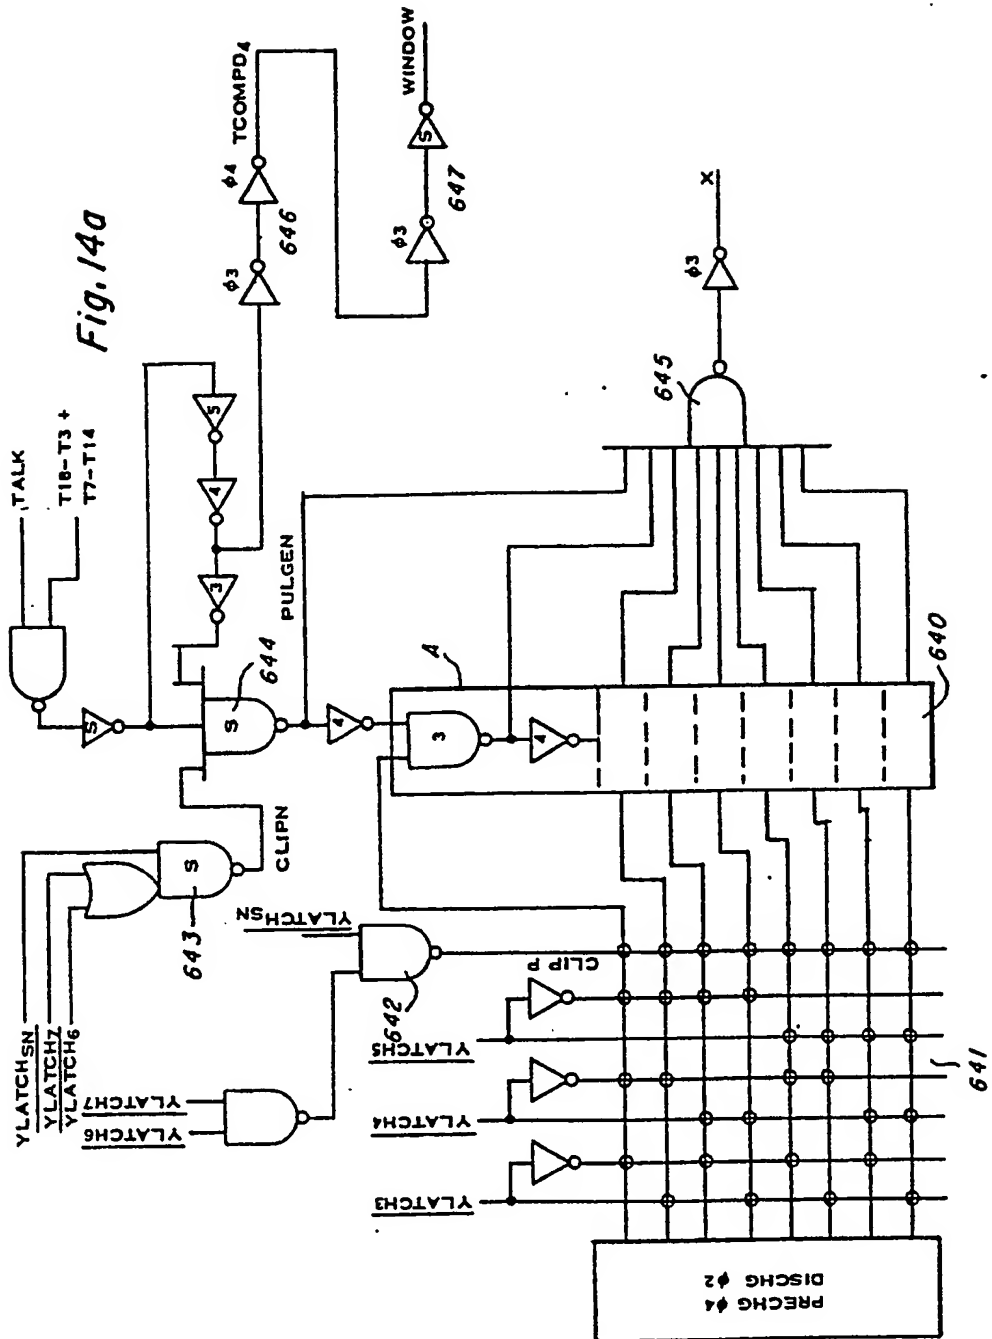 Fig. 14a
TALK
T18-T3 +
T7-T14
S
5
4
3
φ3
φ4
646
TCOMPD4
φ3
S
647
WINDOW
YLATCHSN
YLATCH7
YLATCH6
S
643
CLIPN
S
644
PULGEN
4
A
3
4
640
645
φ3
X
YLATCH6
YLATCH7
YLATCHSN
642
CLIP P
YLATCH5
YLATCH4
YLATCH3
641
PRECHG φ4
DISCHG φ2